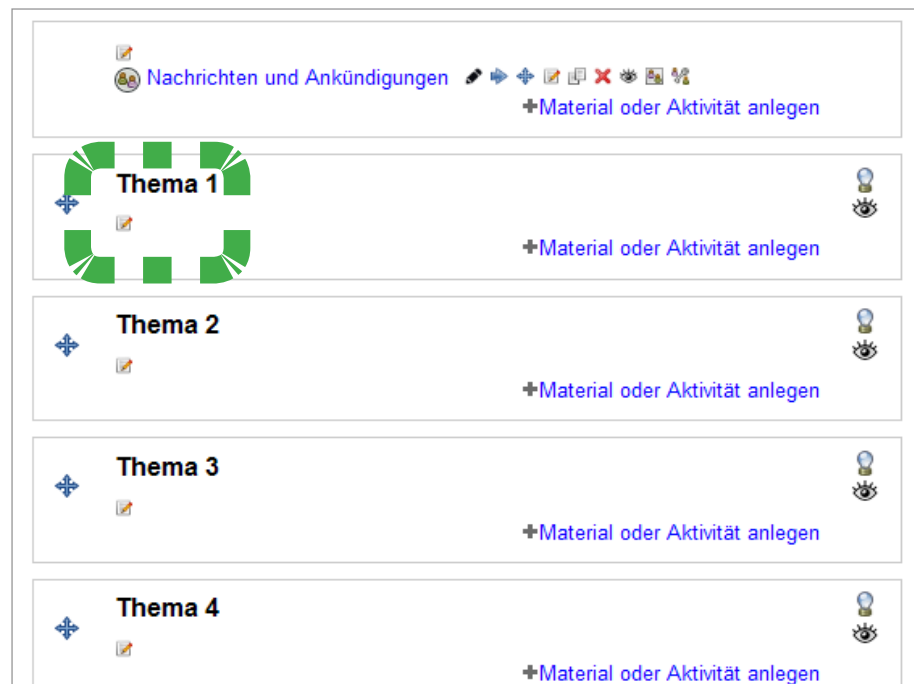 Nachrichten und Ankündigungen
+Material oder Aktivität anlegen
Thema 1
+Material oder Aktivität anlegen
Thema 2
+Material oder Aktivität anlegen
Thema 3
+Material oder Aktivität anlegen
Thema 4
+Material oder Aktivität anlegen